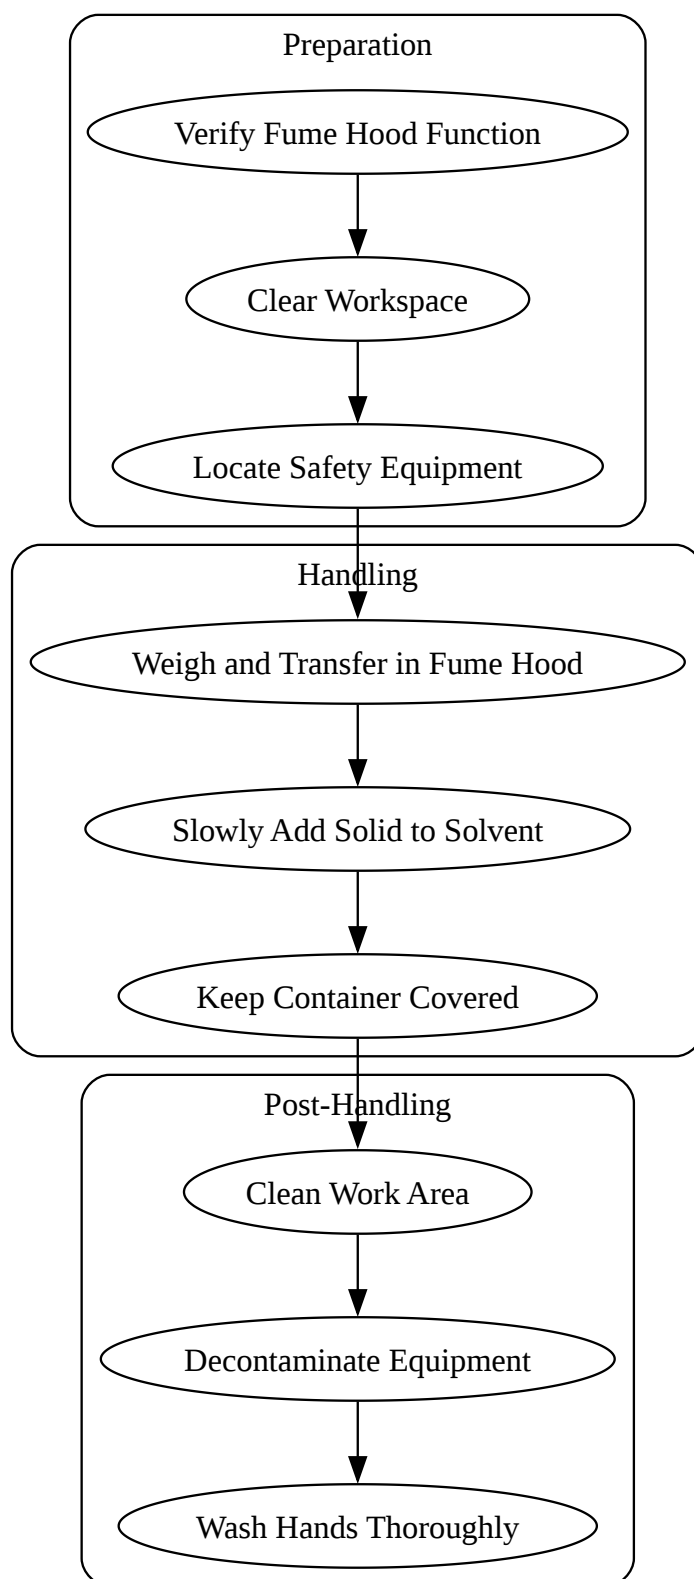 Preparation
Verify Fume Hood Function
Clear Workspace
Locate Safety Equipment
Handling
Weigh and Transfer in Fume Hood
Slowly Add Solid to Solvent
Keep Container Covered
Post-Handling
Clean Work Area
Decontaminate Equipment
Wash Hands Thoroughly